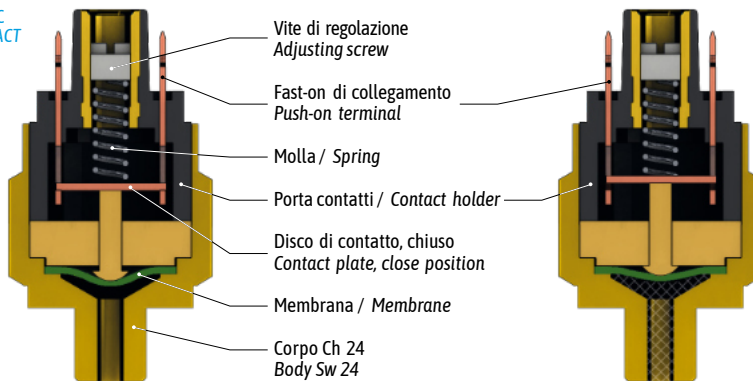 ACT
Vite di regolazione
Adjusting screw
Fast-on di collegamento
Push-on terminal
Molla / Spring
Porta contatti / Contact holder
Disco di contatto, chiuso
Contact plate, close position
Membrana / Membrane
Corpo Ch 24
Body Sw 24